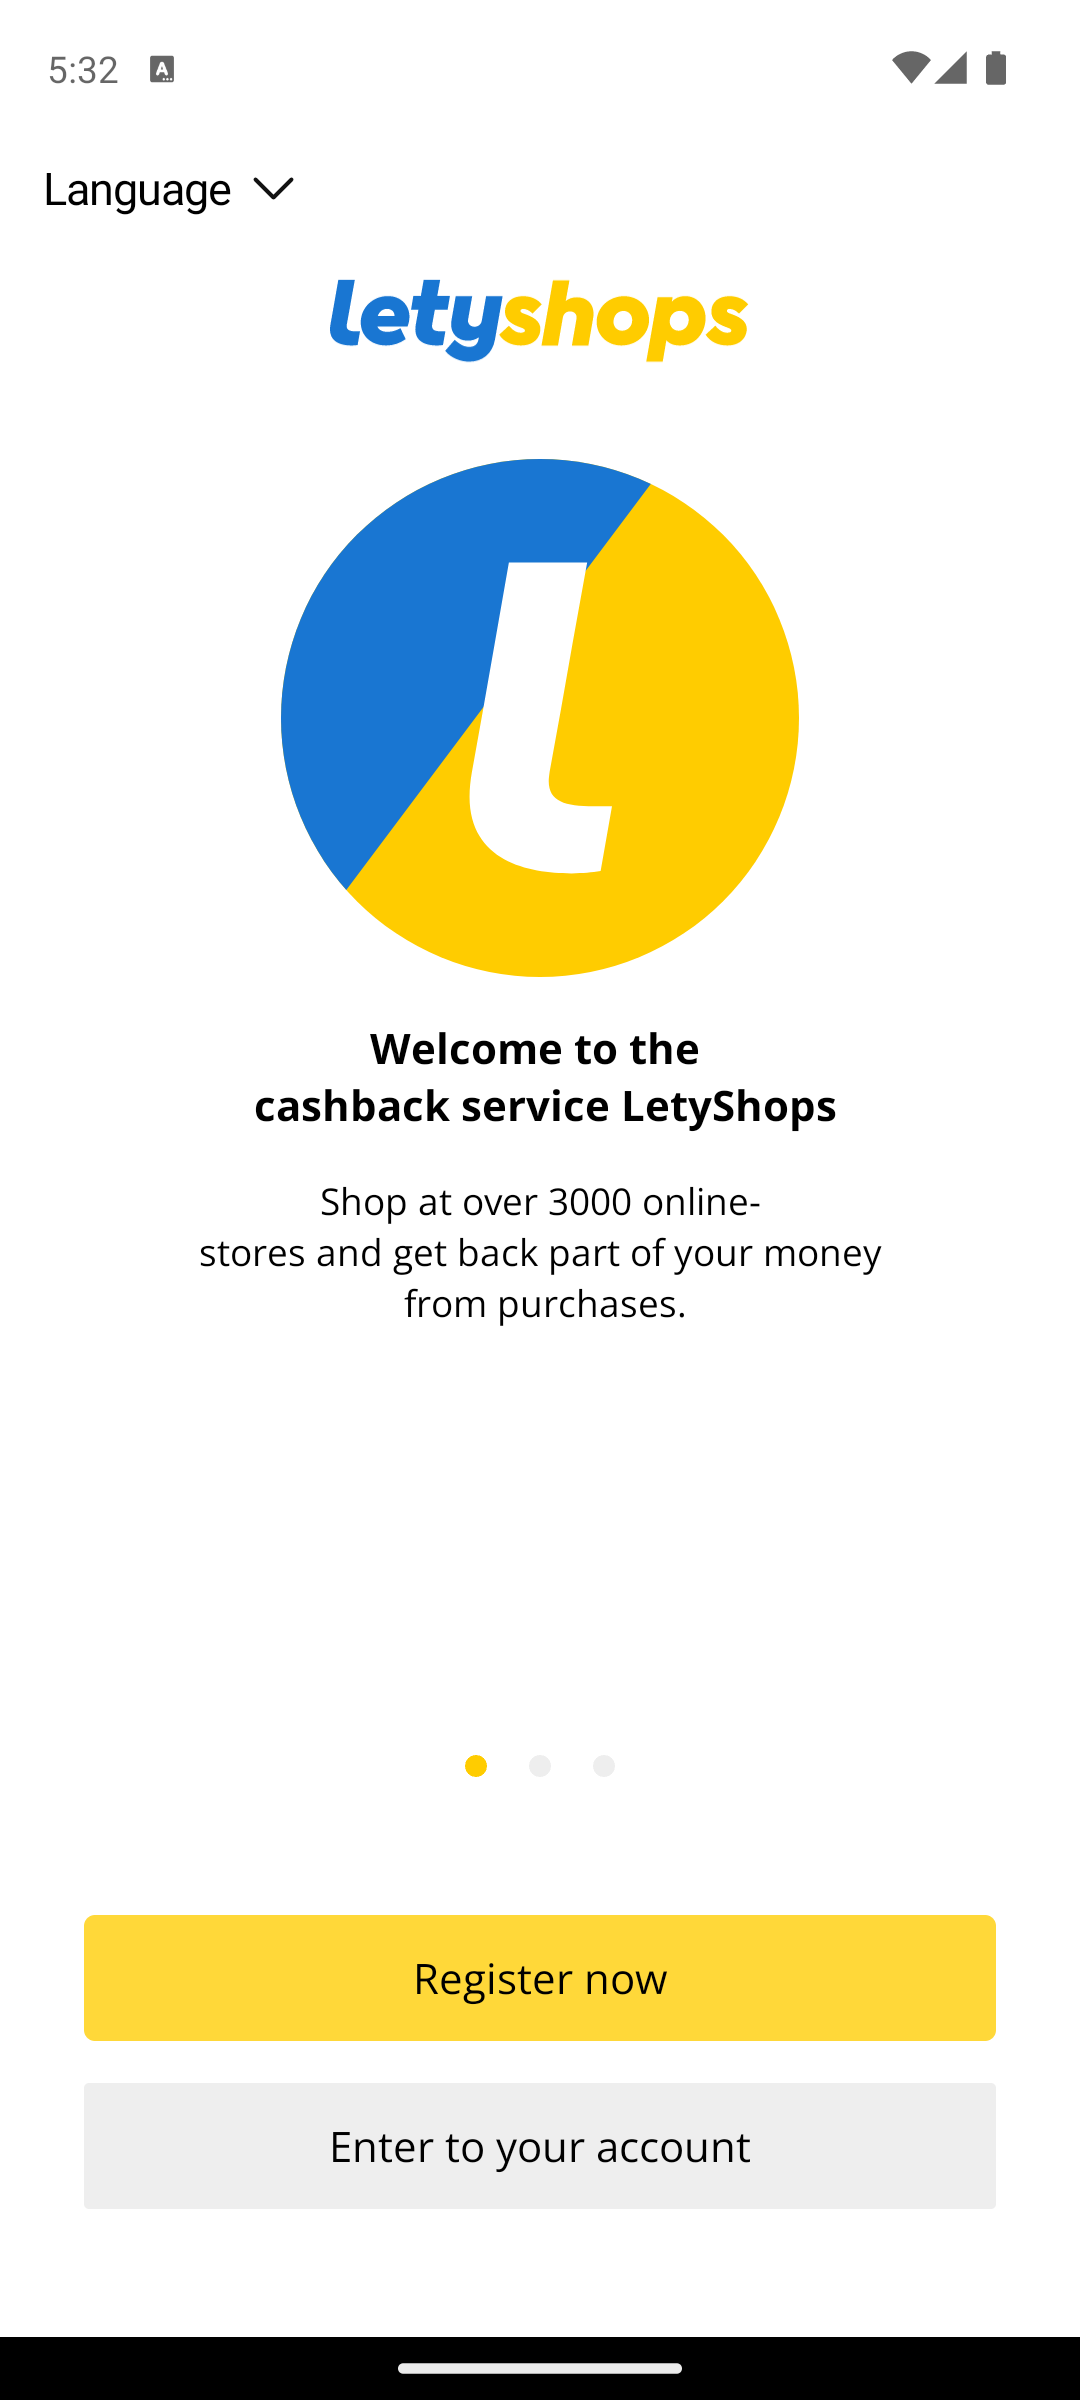 5:32
Language
letyshops
Welcome to the
cashback service LetyShops
Shop at over 3000 online-
stores and get back part of your money
from purchases.
Register now
Enter to your account